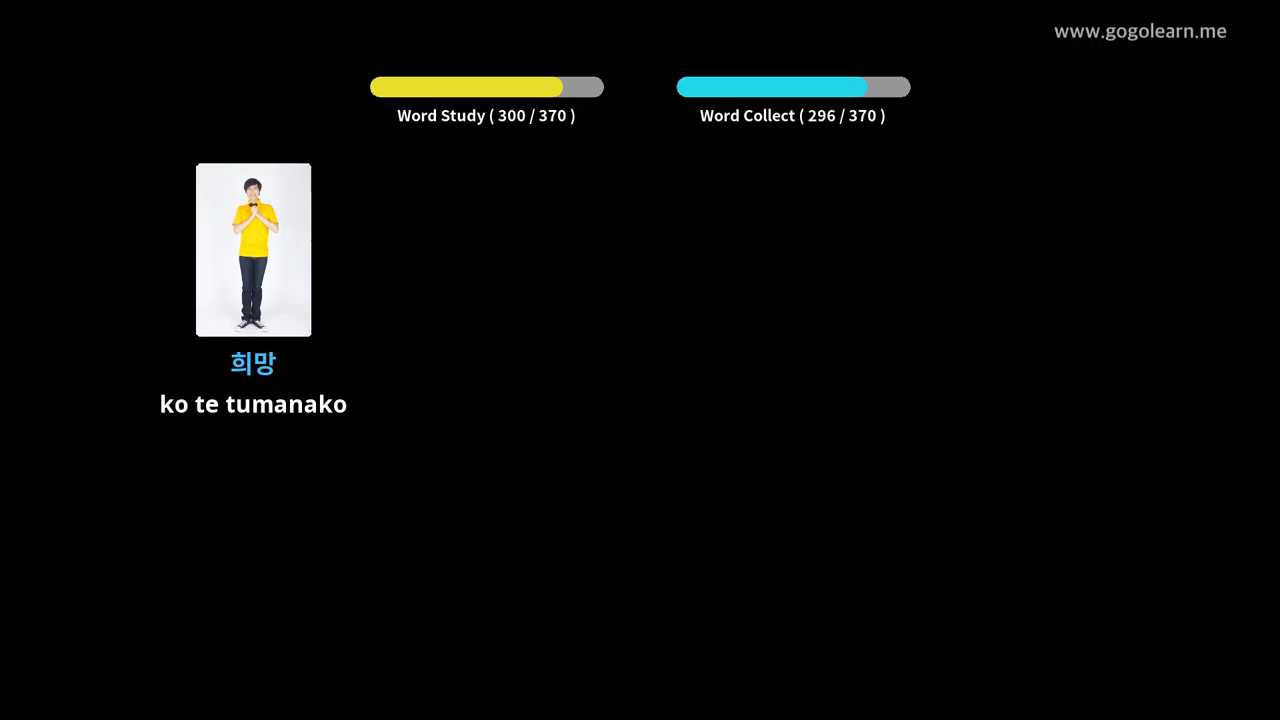 www.gogolearn.me
Word Study ( 300 / 370 )
Word Collect ( 296 / 370 )
희망
ko te tumanako